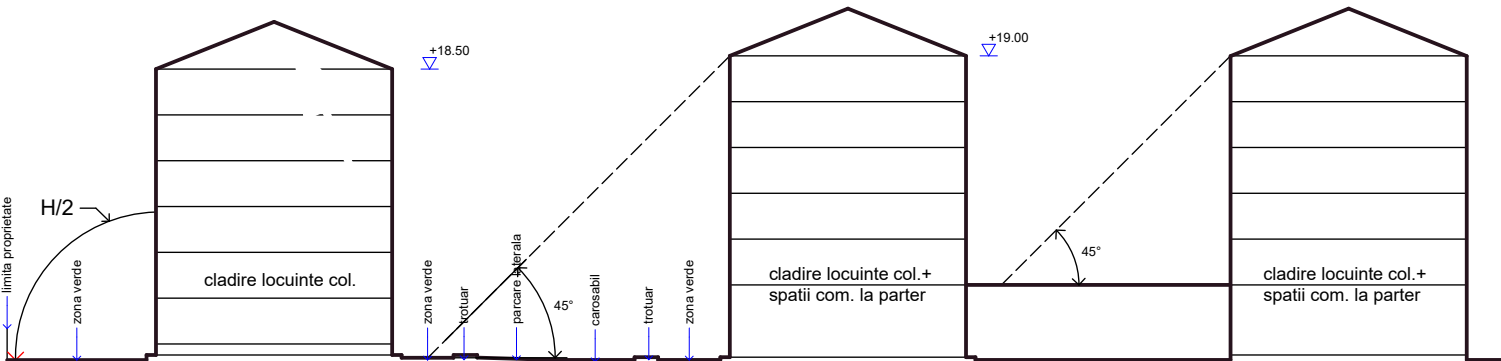 +18.50
+19.00
H/2
limita proprietate
zona verde
cladire locuinte col.
zona verde
trotuar
parcare laterala
45°
carosabil
trotuar
zona verde
cladire locuinte col.+
spatii com. la parter
45°
cladire locuinte col.+
spatii com. la parter